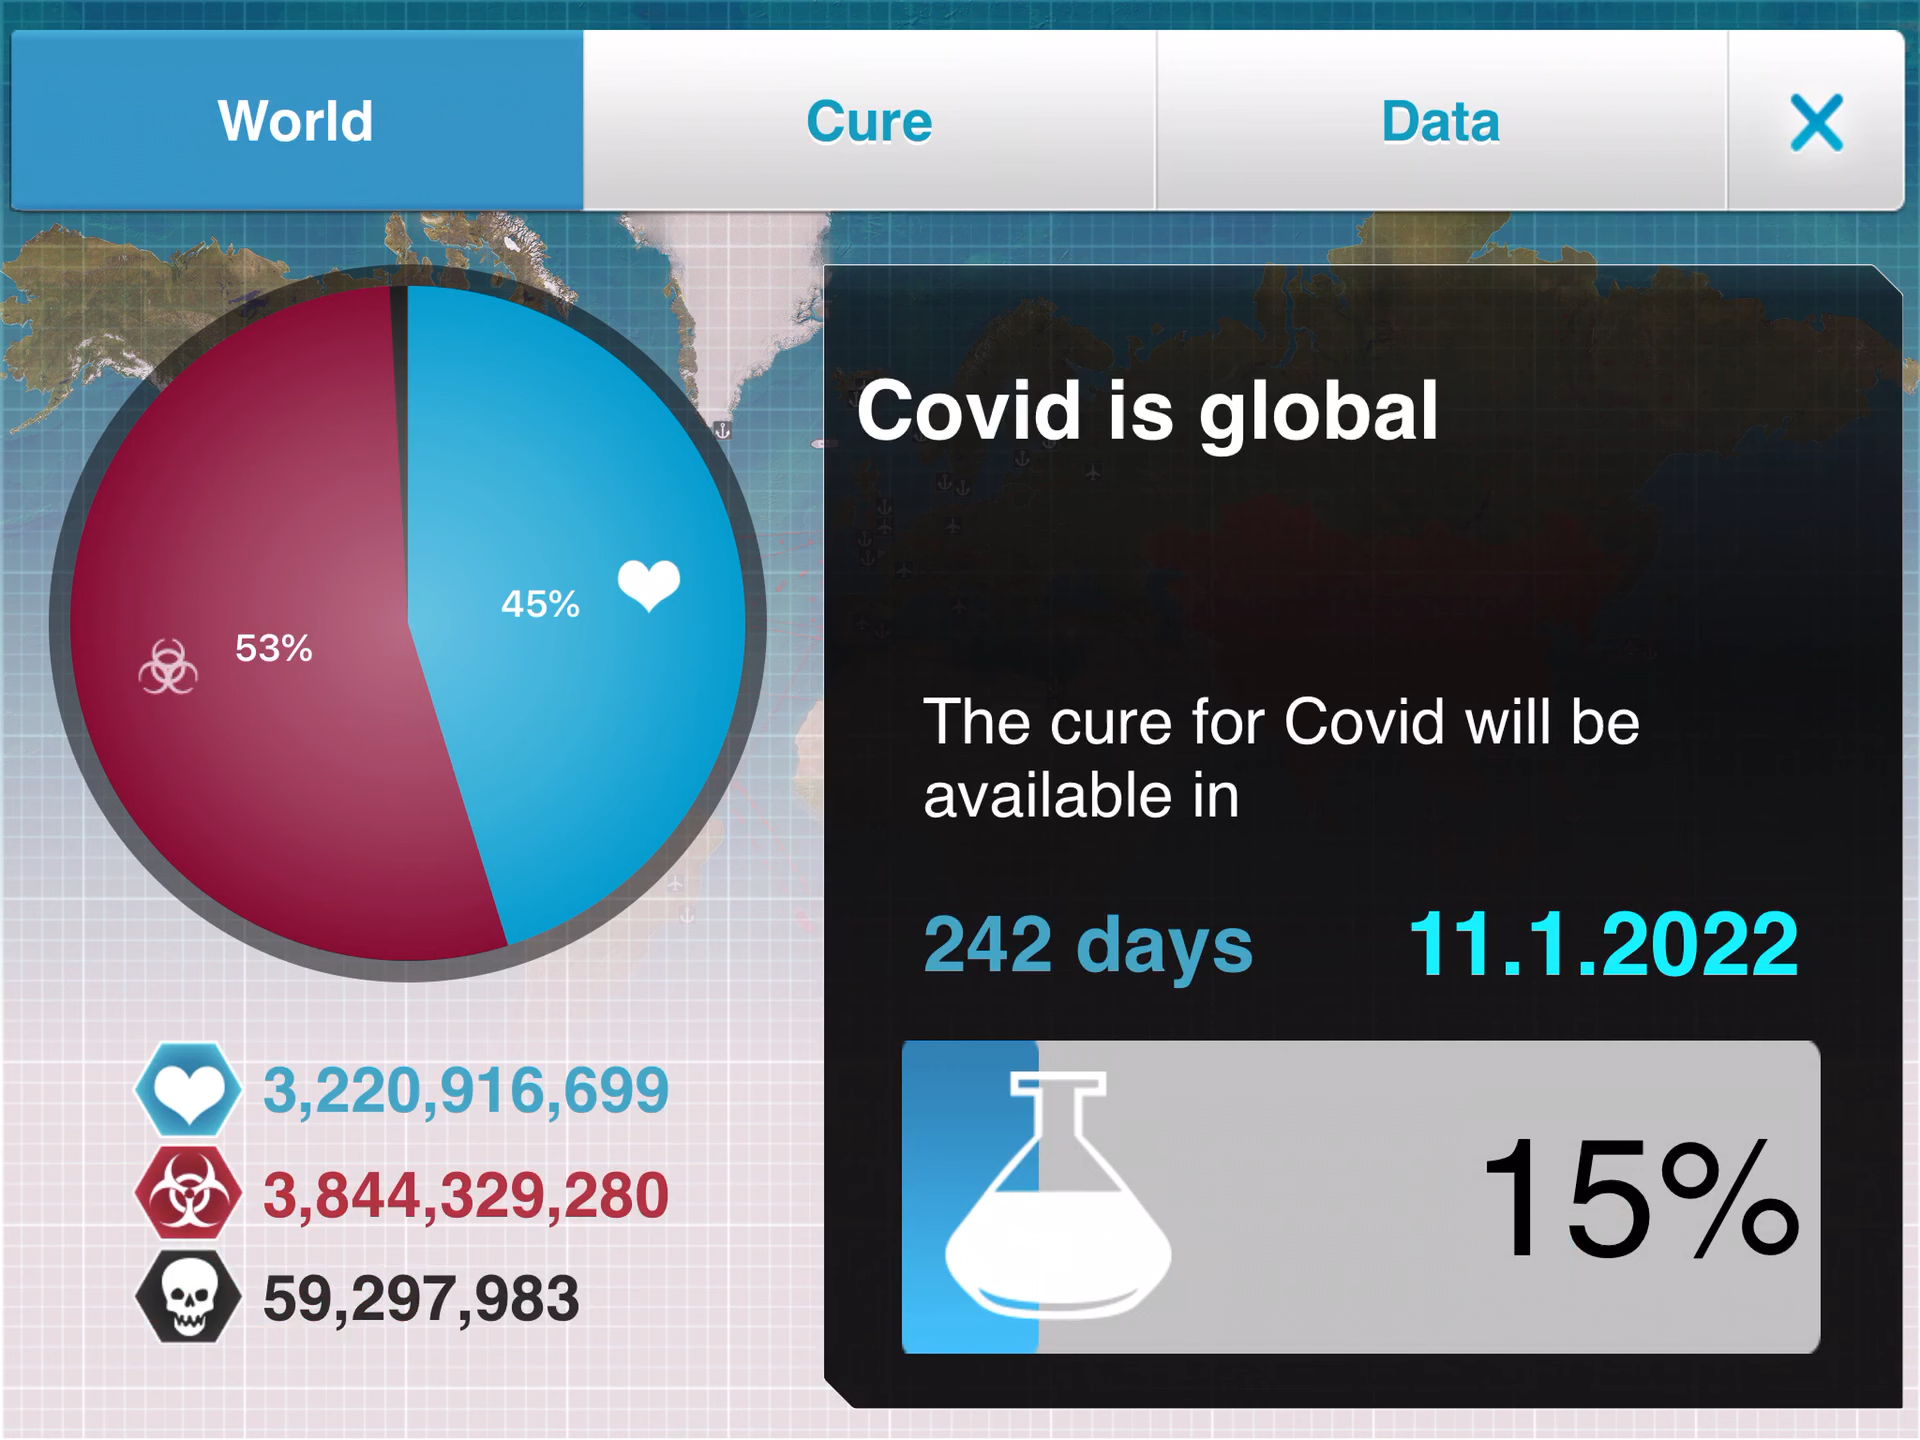 World
Cure
Data
Covid is global
45%
53%
The cure for Covid will be
available in
242 days
11.1.2022
15%
3,220,916,699
3,844,329,280
59,297,983